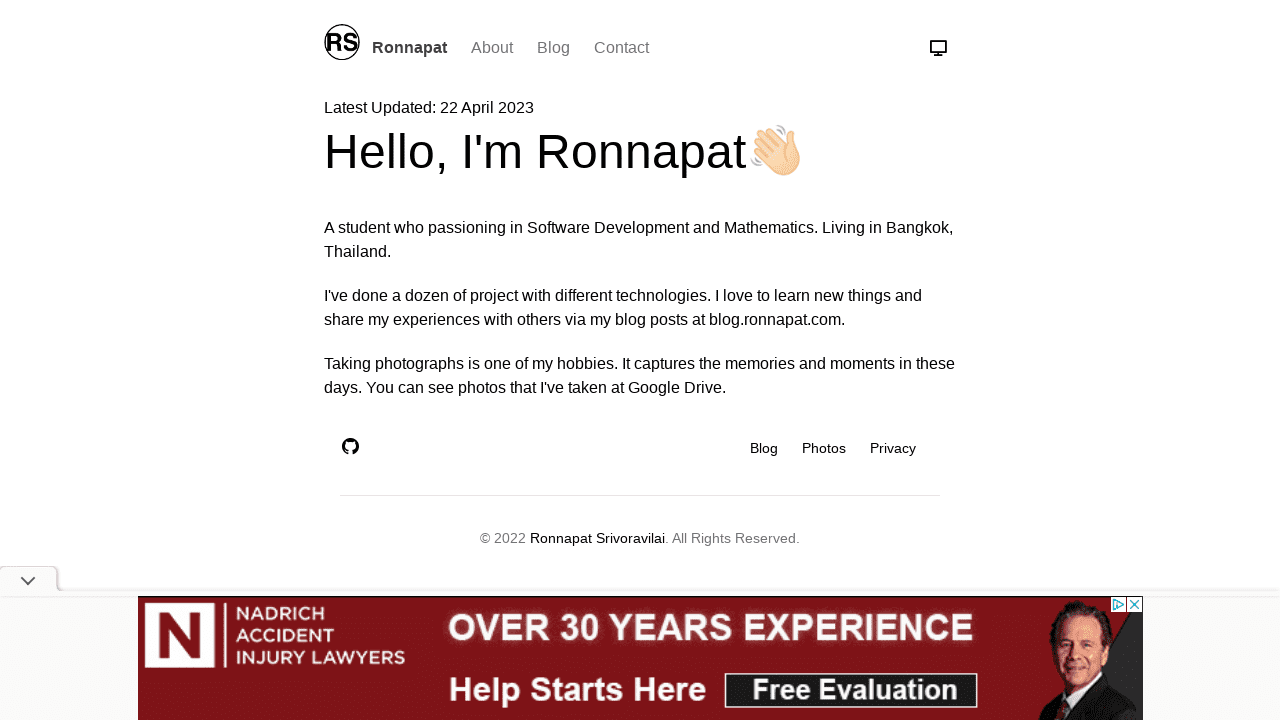 RS Ronnapat About Blog Contact
Latest Updated: 22 April 2023
Hello, I'm Ronnapat👋🏻
A student who passioning in Software Development and Mathematics. Living in Bangkok,
Thailand.
I've done a dozen of project with different technologies. I love to learn new things and
share my experiences with others via my blog posts at blog.ronnapat.com.
Taking photographs is one of my hobbies. It captures the memories and moments in these
days. You can see photos that I've taken at Google Drive.
Blog Photos Privacy
© 2022 Ronnapat Srivoravilai. All Rights Reserved.
N
NADRICH
ACCIDENT
INJURY LAWYERS
OVER 30 YEARS EXPERIENCE
Help Starts Here
Free Evaluation